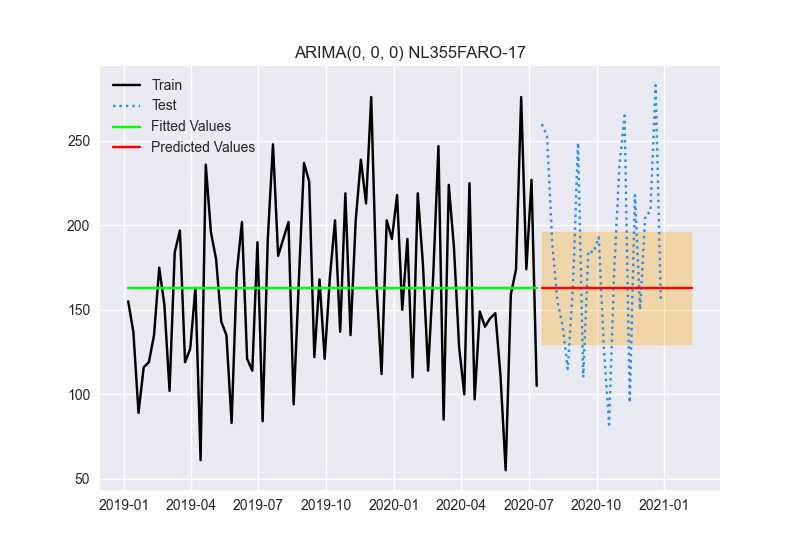 ARIMA(0, 0, 0) NL355FARO-17
Train
Test
Fitted Values
Predicted Values
250
200
150
100
50
2019-01 2019-04 2019-07 2019-10 2020-01 2020-04 2020-07 2020-10 2021-01